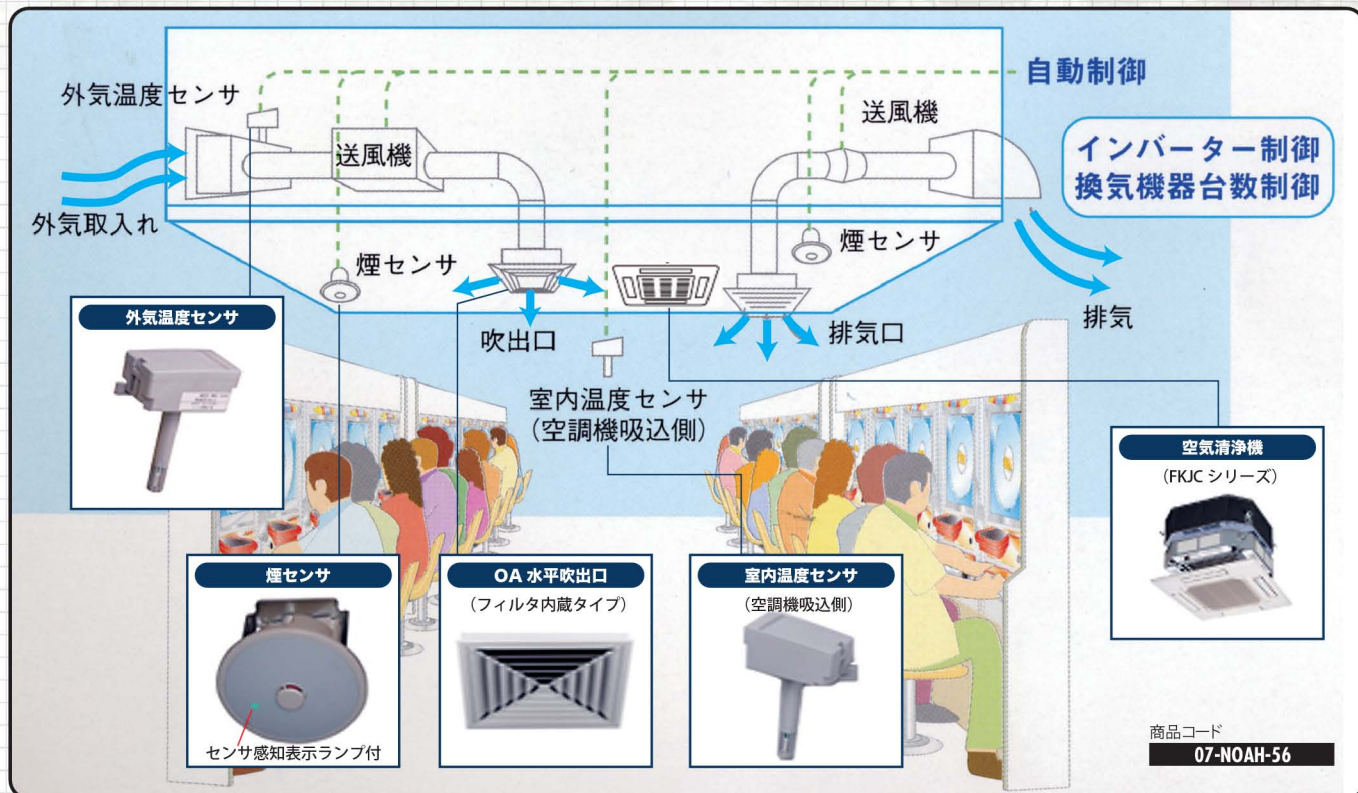 自動制御
外気温度センサ
送風機
送風機
インバーター制御
換気機器台数制御
外気取入れ
煙センサ
煙センサ
吹出口
排気口
排気
室内温度センサ
(空調機吸込側)
外気温度センサ
空気清浄機
(FKJC シリーズ)
煙センサ
センサ感知表示ランプ付
OA 水平吹出口
(フィルタ内蔵タイプ)
室内温度センサ
(空調機吸込側)
商品コード
07-NOAH-56